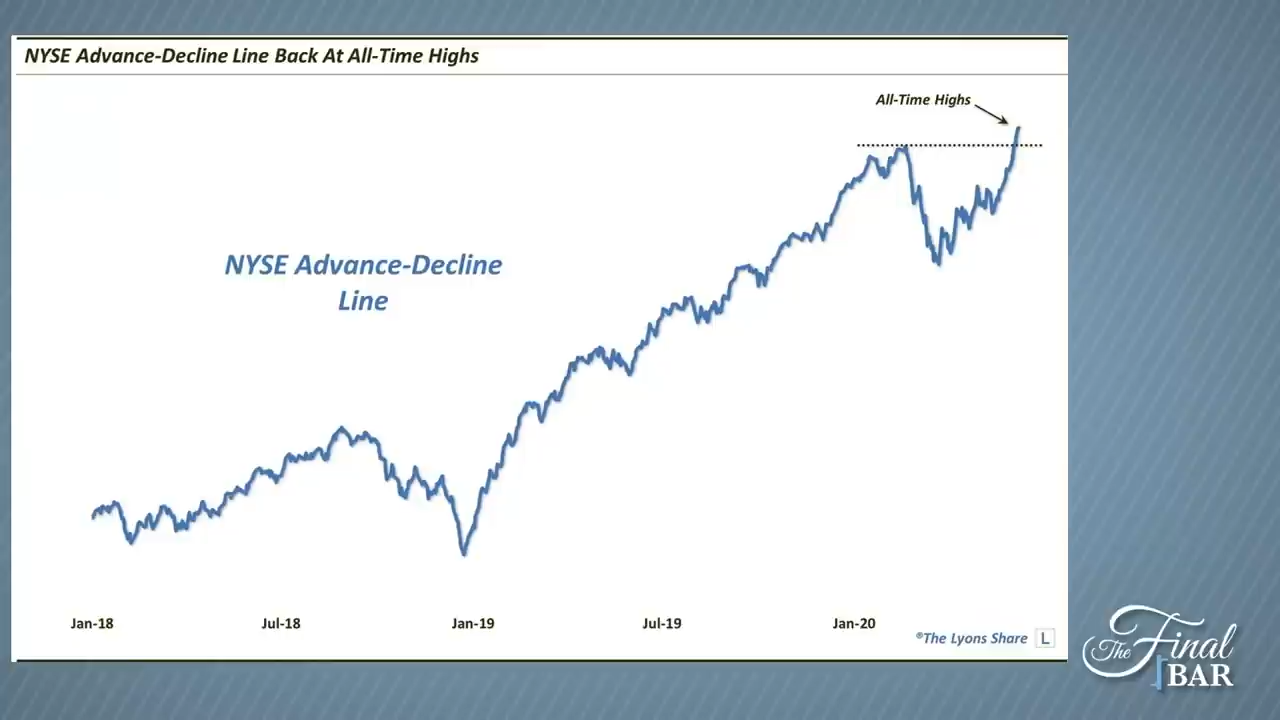 NYSE Advance-Decline Line Back At All-Time Highs
All-Time Highs
NYSE Advance-Decline
Line
Jan-18
Jul-18
Jan-19
Jul-19
Jan-20
®The Lyons Share L
The Final
BAR